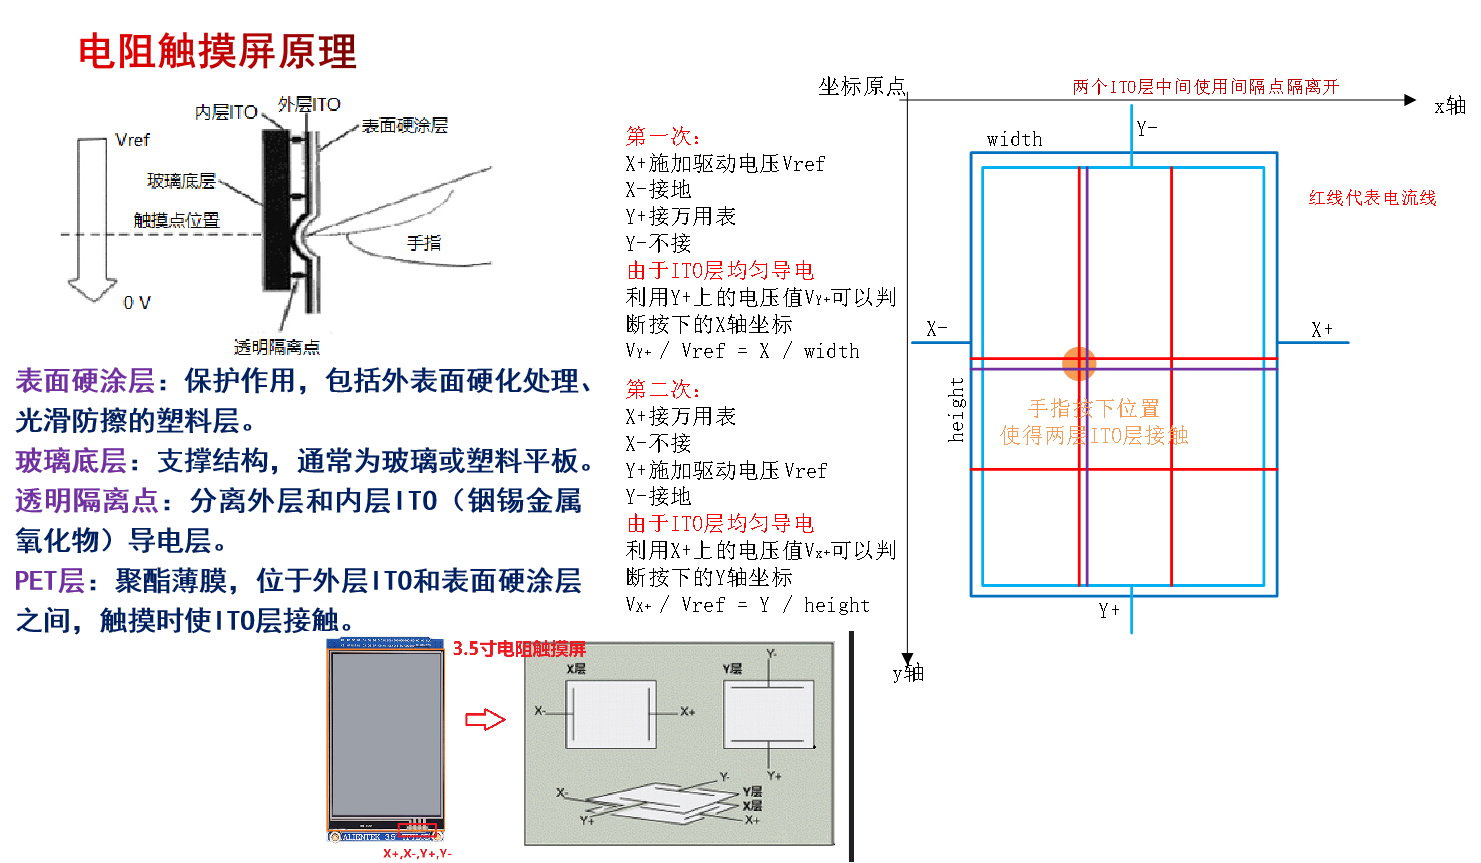 电阻触摸屏原理
内层ITO
外层ITO
表面硬涂层
Vref
玻璃底层
触摸点位置
手指
0 V
透明隔离点
表面硬涂层：保护作用，包括外表面硬化处理、
光滑防擦的塑料层。
玻璃底层：支撑结构，通常为玻璃或塑料平板。
透明隔离点：分离外层和内层ITO（铟锡金属
氧化物）导电层。
PET层：聚酯薄膜，位于外层ITO和表面硬涂层
之间，触摸时使ITO层接触。
第一次：
X+施加驱动电压Vref
X-接地
Y+接万用表
Y-不接
由于ITO层均匀导电
利用Y+上的电压值VY+可以判
断按下的X轴坐标
VY+ / Vref = X / width
第二次：
X+接万用表
X-不接
Y+施加驱动电压Vref
Y-接地
由于ITO层均匀导电
利用X+上的电压值Vx+可以判
断按下的Y轴坐标
VX+ / Vref = Y / height
坐标原点
两个ITO层中间使用间隔点隔离开
x轴
Y-
width
红线代表电流线
X-
X+
height
手指按下位置
使得两层ITO层接触
Y+
y轴
3.5寸电阻触摸屏
X层
X-
X+
Y层
Y-
Y+
X-
Y-
Y层
X层
Y+
X+
ALIENTEK 3.5
X+,X-,Y+,Y-